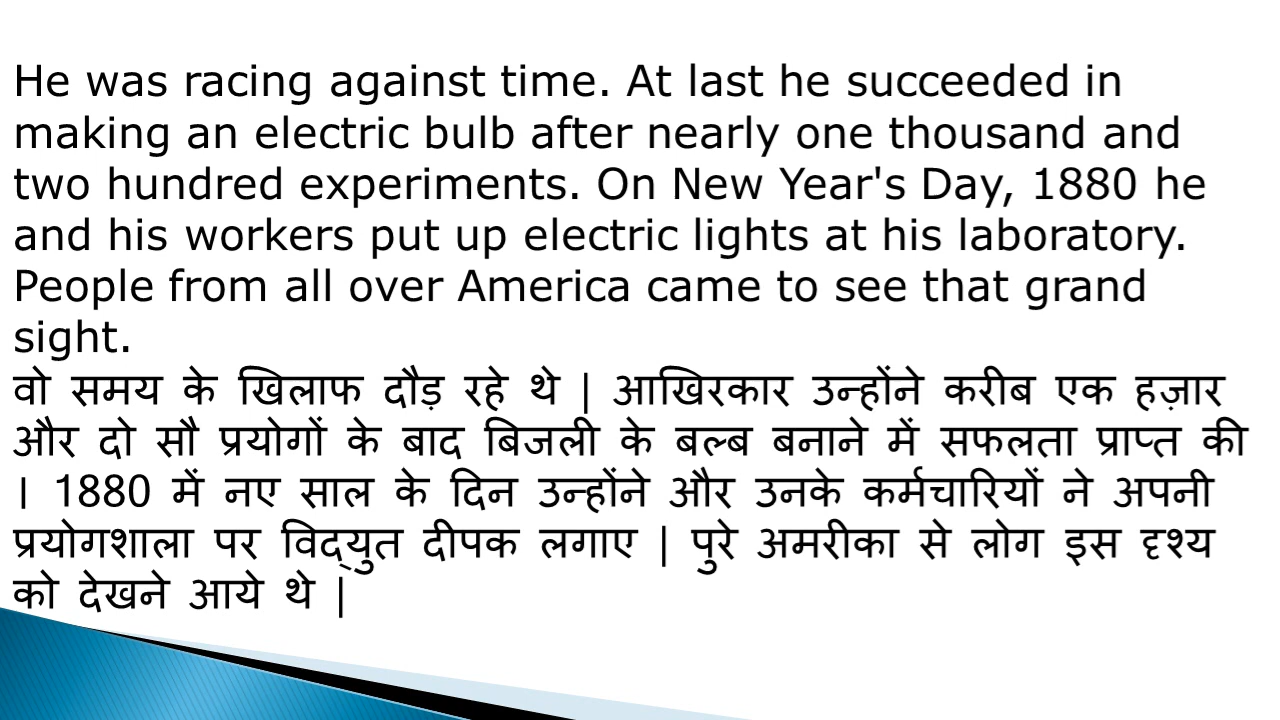 He was racing against time. At last he succeeded in
making an electric bulb after nearly one thousand and
two hundred experiments. On New Year's Day, 1880 he
and his workers put up electric lights at his laboratory.
People from all over America came to see that grand
sight.
वो समय के खिलाफ दौड़ रहे थे | आखिरकार उन्होंने करीब एक हज़ार
और दो सौ प्रयोगों के बाद बिजली के बल्ब बनाने में सफलता प्राप्त की
। 1880 में नए साल के दिन उन्होंने और उनके कर्मचारियों ने अपनी
प्रयोगशाला पर विद्युत दीपक लगाए | पुरे अमरीका से लोग इस दृश्य
को देखने आये थे |